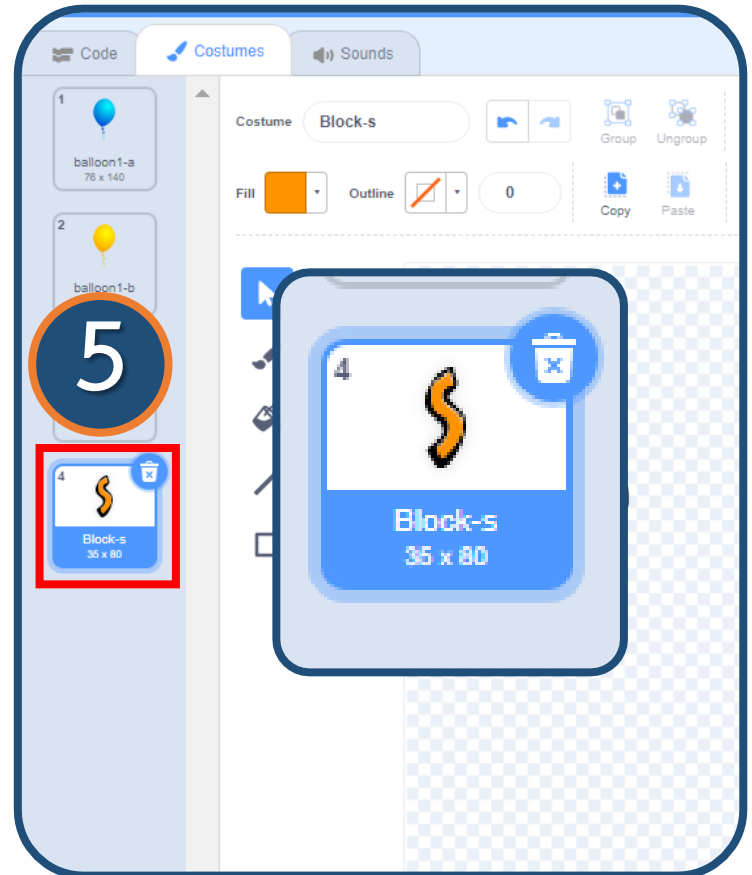 Code
Costumes
Sounds
1
balloon1-a
76 x 140
2
balloon1-b
5
4
Block-s
35 x 80
Costume Block-s
Group Ungroup
Fill Outline 0
Copy Paste
4
Block-s
35 x 80